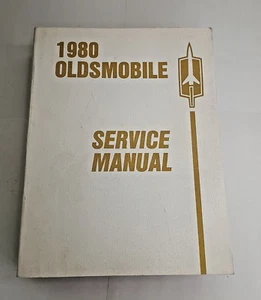 1980
OLDSMOBILE
SERVICE
MANUAL